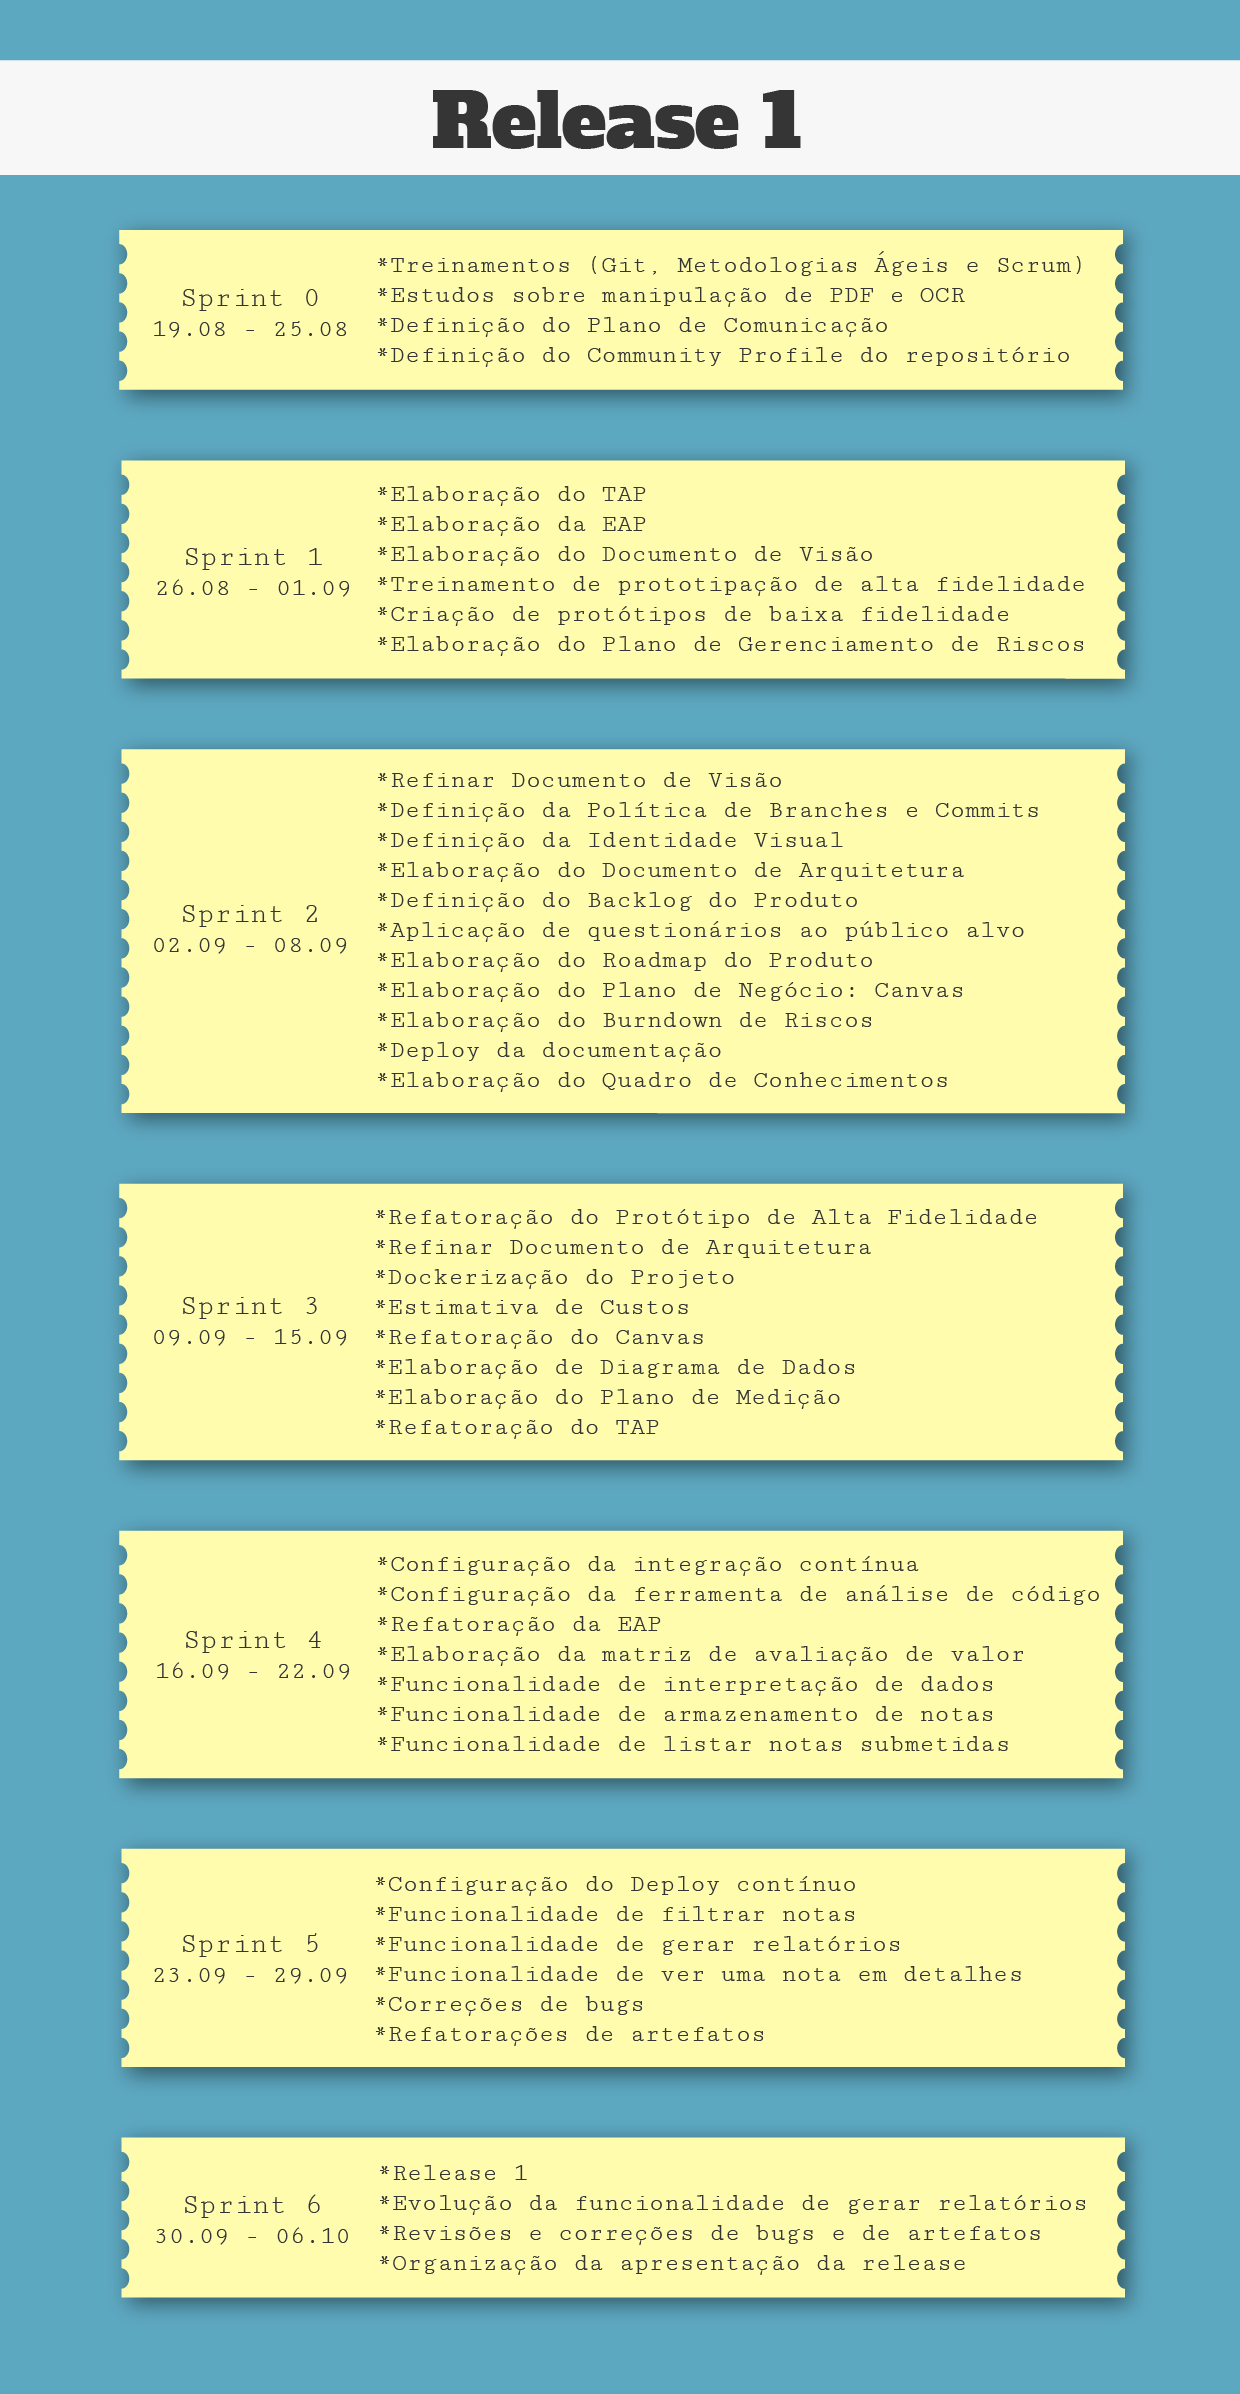 Release 1
Sprint 0
19.08 - 25.08
*Treinamentos (Git, Metodologias Ágeis e Scrum)
*Estudos sobre manipulação de PDF e OCR
*Definição do Plano de Comunicação
*Definição do Community Profile do repositório
Sprint 1
26.08 - 01.09
*Elaboração do TAP
*Elaboração da EAP
*Elaboração do Documento de Visão
*Treinamento de prototipação de alta fidelidade
*Criação de protótipos de baixa fidelidade
*Elaboração do Plano de Gerenciamento de Riscos
Sprint 2
02.09 - 08.09
*Refinar Documento de Visão
*Definição da Política de Branches e Commits
*Definição da Identidade Visual
*Elaboração do Documento de Arquitetura
*Definição do Backlog do Produto
*Aplicação de questionários ao público alvo
*Elaboração do Roadmap do Produto
*Elaboração do Plano de Negócio: Canvas
*Elaboração do Burndown de Riscos
*Deploy da documentação
*Elaboração do Quadro de Conhecimentos
Sprint 3
09.09 - 15.09
*Refatoração do Protótipo de Alta Fidelidade
*Refinar Documento de Arquitetura
*Dockerização do Projeto
*Estimativa de Custos
*Refatoração do Canvas
*Elaboração de Diagrama de Dados
*Elaboração do Plano de Medição
*Refatoração do TAP
Sprint 4
16.09 - 22.09
*Configuração da integração contínua
*Configuração da ferramenta de análise de código
*Refatoração da EAP
*Elaboração da matriz de avaliação de valor
*Funcionalidade de interpretação de dados
*Funcionalidade de armazenamento de notas
*Funcionalidade de listar notas submetidas
Sprint 5
23.09 - 29.09
*Configuração do Deploy contínuo
*Funcionalidade de filtrar notas
*Funcionalidade de gerar relatórios
*Funcionalidade de ver uma nota em detalhes
*Correções de bugs
*Refatorações de artefatos
Sprint 6
30.09 - 06.10
*Release 1
*Evolução da funcionalidade de gerar relatórios
*Revisões e correções de bugs e de artefatos
*Organização da apresentação da release